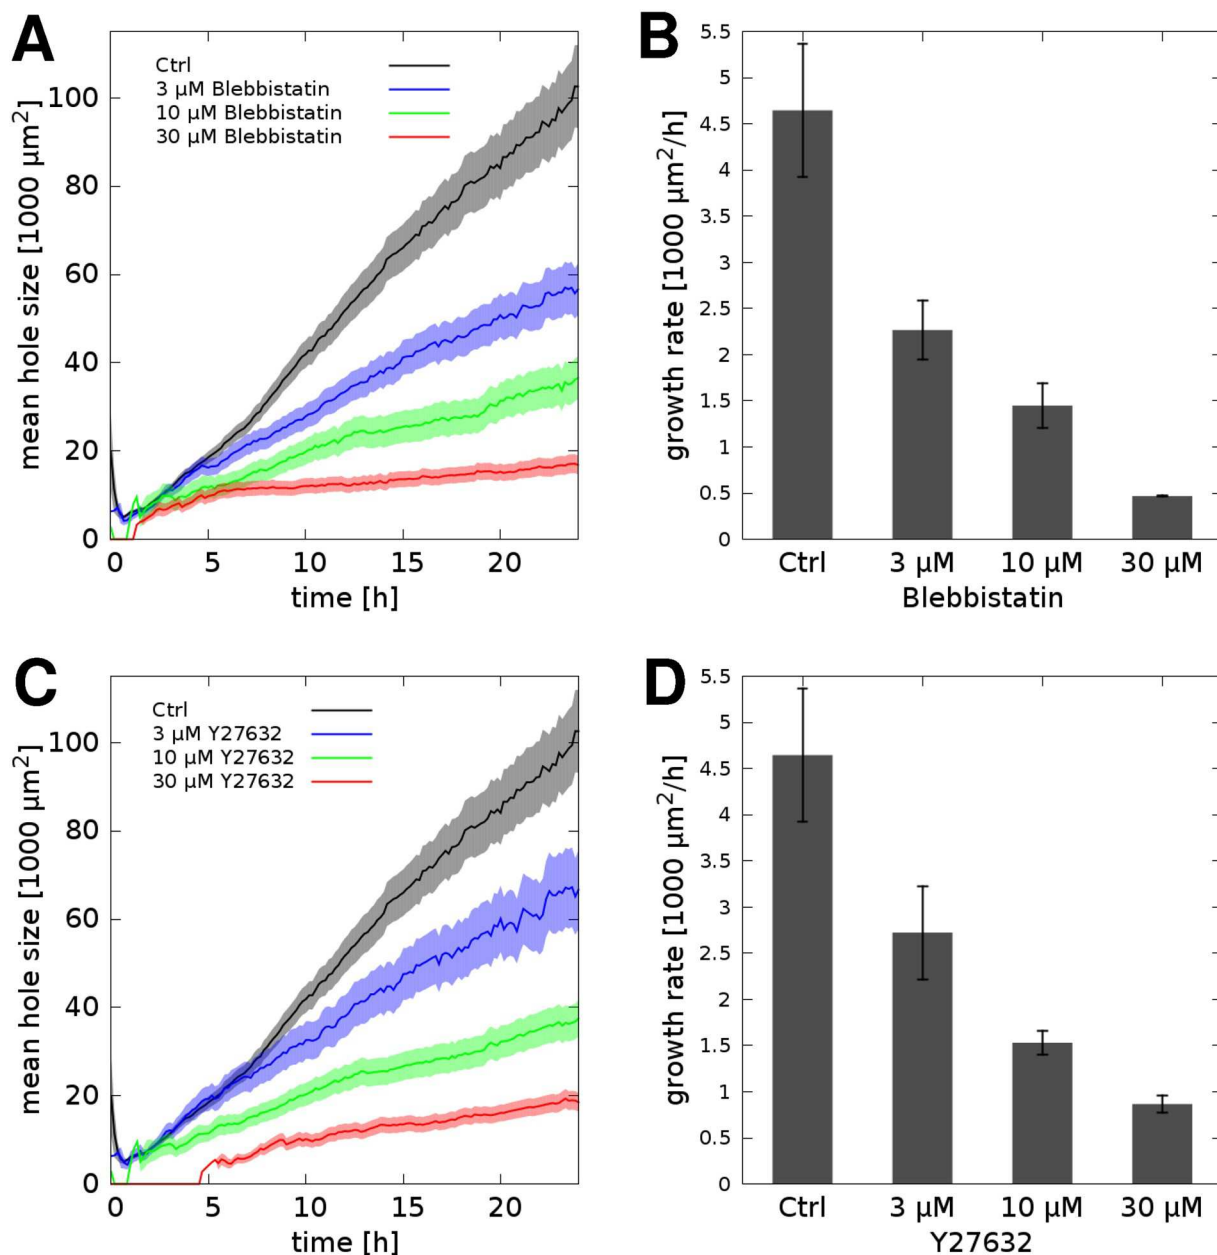 A
mean hole size [1000 µm²]
100
80
60
40
20
0
Ctrl
3 µM Blebbistatin
10 µM Blebbistatin
30 µM Blebbistatin
0 5 10 15 20
time [h]
B
growth rate [1000 µm²/h]
5.5
5
4.5
4
3.5
3
2.5
2
1.5
1
0.5
0
Ctrl 3 µM 10 µM 30 µM
Blebbistatin
C
mean hole size [1000 µm²]
100
80
60
40
20
0
Ctrl
3 µM Y27632
10 µM Y27632
30 µM Y27632
0 5 10 15 20
time [h]
D
growth rate [1000 µm²/h]
5.5
5
4.5
4
3.5
3
2.5
2
1.5
1
0.5
0
Ctrl 3 µM 10 µM 30 µM
Y27632